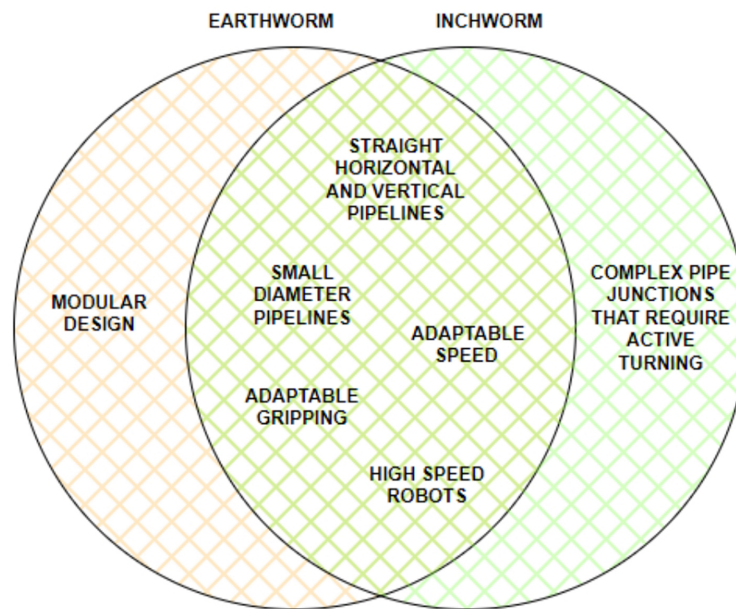 EARTHWORM
INCHWORM
STRAIGHT
HORIZONTAL
AND VERTICAL
PIPELINES
SMALL
DIAMETER
PIPELINES
MODULAR
DESIGN
ADAPTABLE
SPEED
COMPLEX PIPE
JUNCTIONS
THAT REQUIRE
ACTIVE
TURNING
ADAPTABLE
GRIPPING
HIGH SPEED
ROBOTS